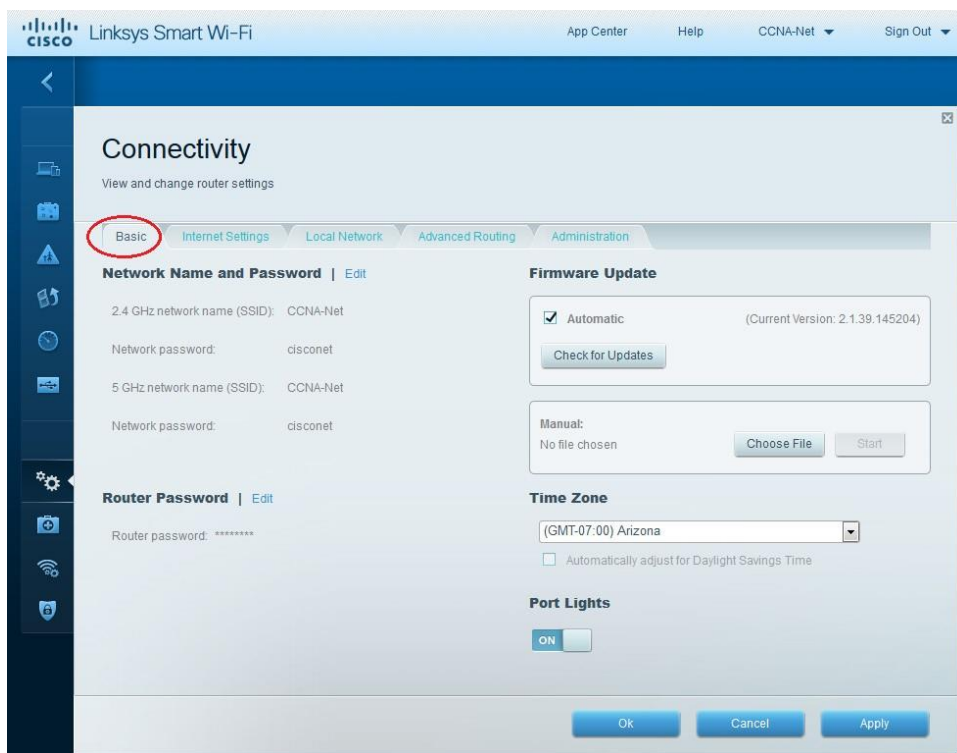 CISCO Linksys Smart Wi-Fi
App Center Help CCNA-Net Sign Out
Connectivity
View and change router settings
Basic Internet Settings Local Network Advanced Routing Administration
Network Name and Password | Edit
2.4 GHz network name (SSID): CCNA-Net
Network password: cisconet
5 GHz network name (SSID): CCNA-Net
Network password: cisconet
Router Password | Edit
Router password: ********
Firmware Update
Automatic (Current Version: 2.1.39.145204)
Check for Updates
Manual:
No file chosen Choose File Start
Time Zone
(GMT-07:00) Arizona
Automatically adjust for Daylight Savings Time
Port Lights
ON
Ok Cancel Apply